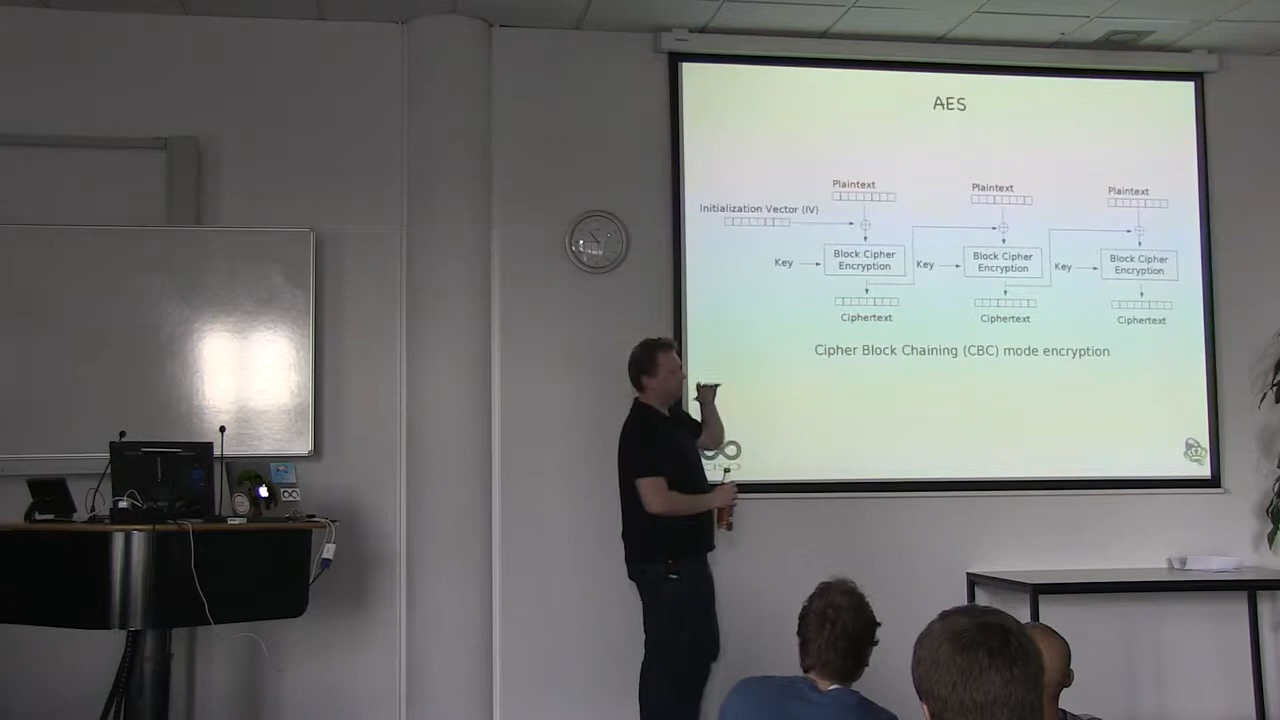 AES
Plaintext
Plaintext
Plaintext
Initialization Vector (IV)
Key
Block Cipher
Encryption
Key
Block Cipher
Encryption
Key
Block Cipher
Encryption
Ciphertext
Ciphertext
Ciphertext
Cipher Block Chaining (CBC) mode encryption